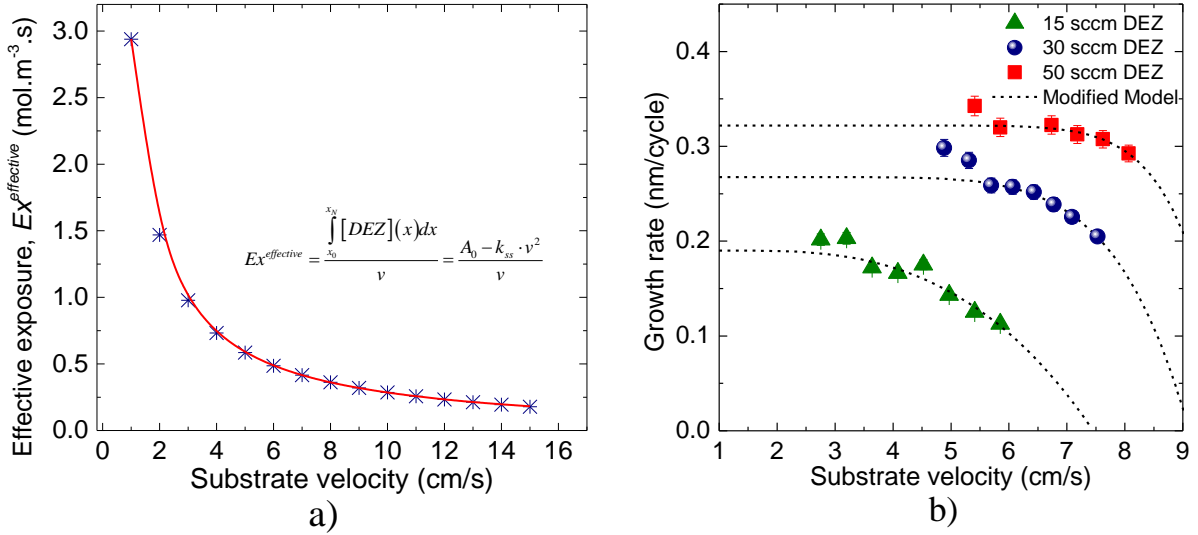 3.0
2.5
2.0
1.5
1.0
0.5
0.0
0 2 4 6 8 10 12 14 16
Effective exposure, Ex^effective (mol.m⁻³.s)
Substrate velocity (cm/s)
Ex^effective = ∫_{x₀}^{x_N} [DEZ](x)dx / v = (A₀ − k_ss · v²) / v
a)
0.4
0.3
0.2
0.1
0.0
1 2 3 4 5 6 7 8 9
Growth rate (nm/cycle)
Substrate velocity (cm/s)
15 sccm DEZ
30 sccm DEZ
50 sccm DEZ
Modified Model
b)